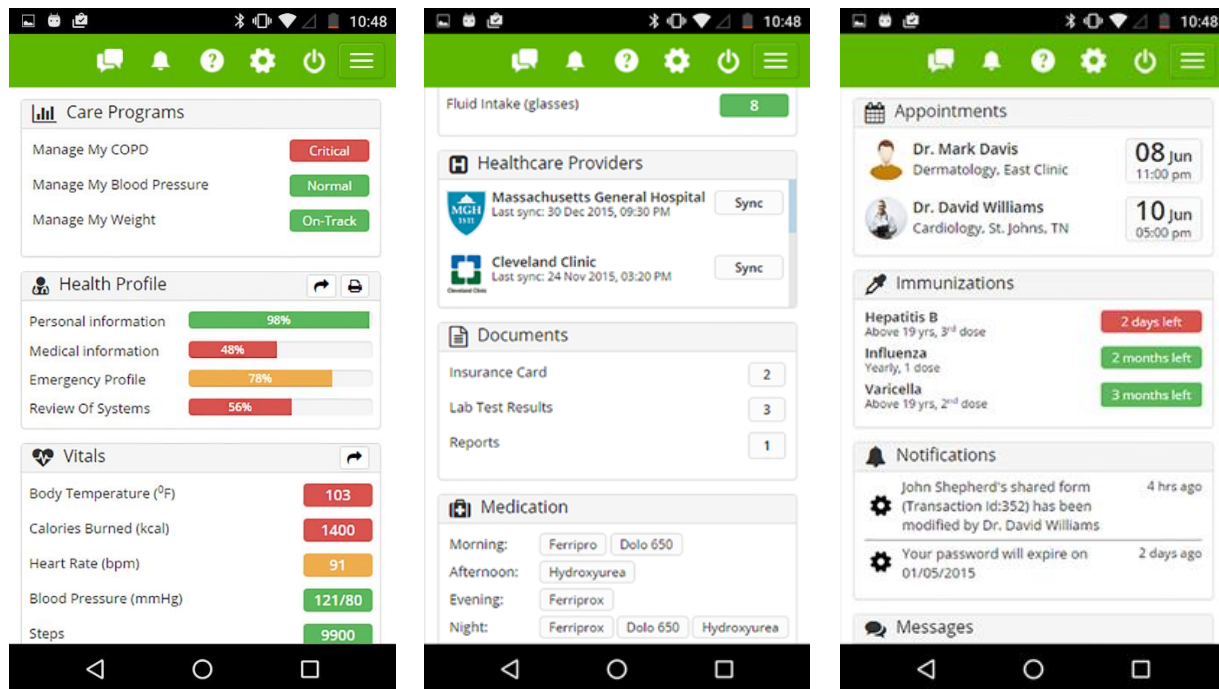 10:48
Care Programs
Manage My COPD Critical
Manage My Blood Pressure Normal
Manage My Weight On-Track
Health Profile
Personal information 98%
Medical information 48%
Emergency Profile 78%
Review Of Systems 56%
Vitals
Body Temperature (⁰F) 103
Calories Burned (kcal) 1400
Heart Rate (bpm) 91
Blood Pressure (mmHg) 121/80
Steps 9900
10:48
Fluid Intake (glasses) 8
Healthcare Providers
Massachusetts General Hospital
Last sync: 30 Dec 2015, 09:30 PM
Sync
MGH
1811
Cleveland Clinic
Last sync: 24 Nov 2015, 03:20 PM
Sync
Cleveland Clinic
Documents
Insurance Card 2
Lab Test Results 3
Reports 1
Medication
Morning: Ferripro Dolo 650
Afternoon: Hydroxyurea
Evening: Ferriprox
Night: Ferriprox Dolo 650 Hydroxyurea
10:48
Appointments
Dr. Mark Davis
Dermatology, East Clinic
08 Jun
11:00 pm
Dr. David Williams
Cardiology, St. Johns, TN
10 Jun
05:00 pm
Immunizations
Hepatitis B
Above 19 yrs, 3rd dose
2 days left
Influenza
Yearly, 1 dose
2 months left
Varicella
Above 19 yrs, 2nd dose
3 months left
Notifications
John Shepherd's shared form 4 hrs ago
(Transaction Id:352) has been
modified by Dr. David Williams
Your password will expire on 2 days ago
01/05/2015
Messages